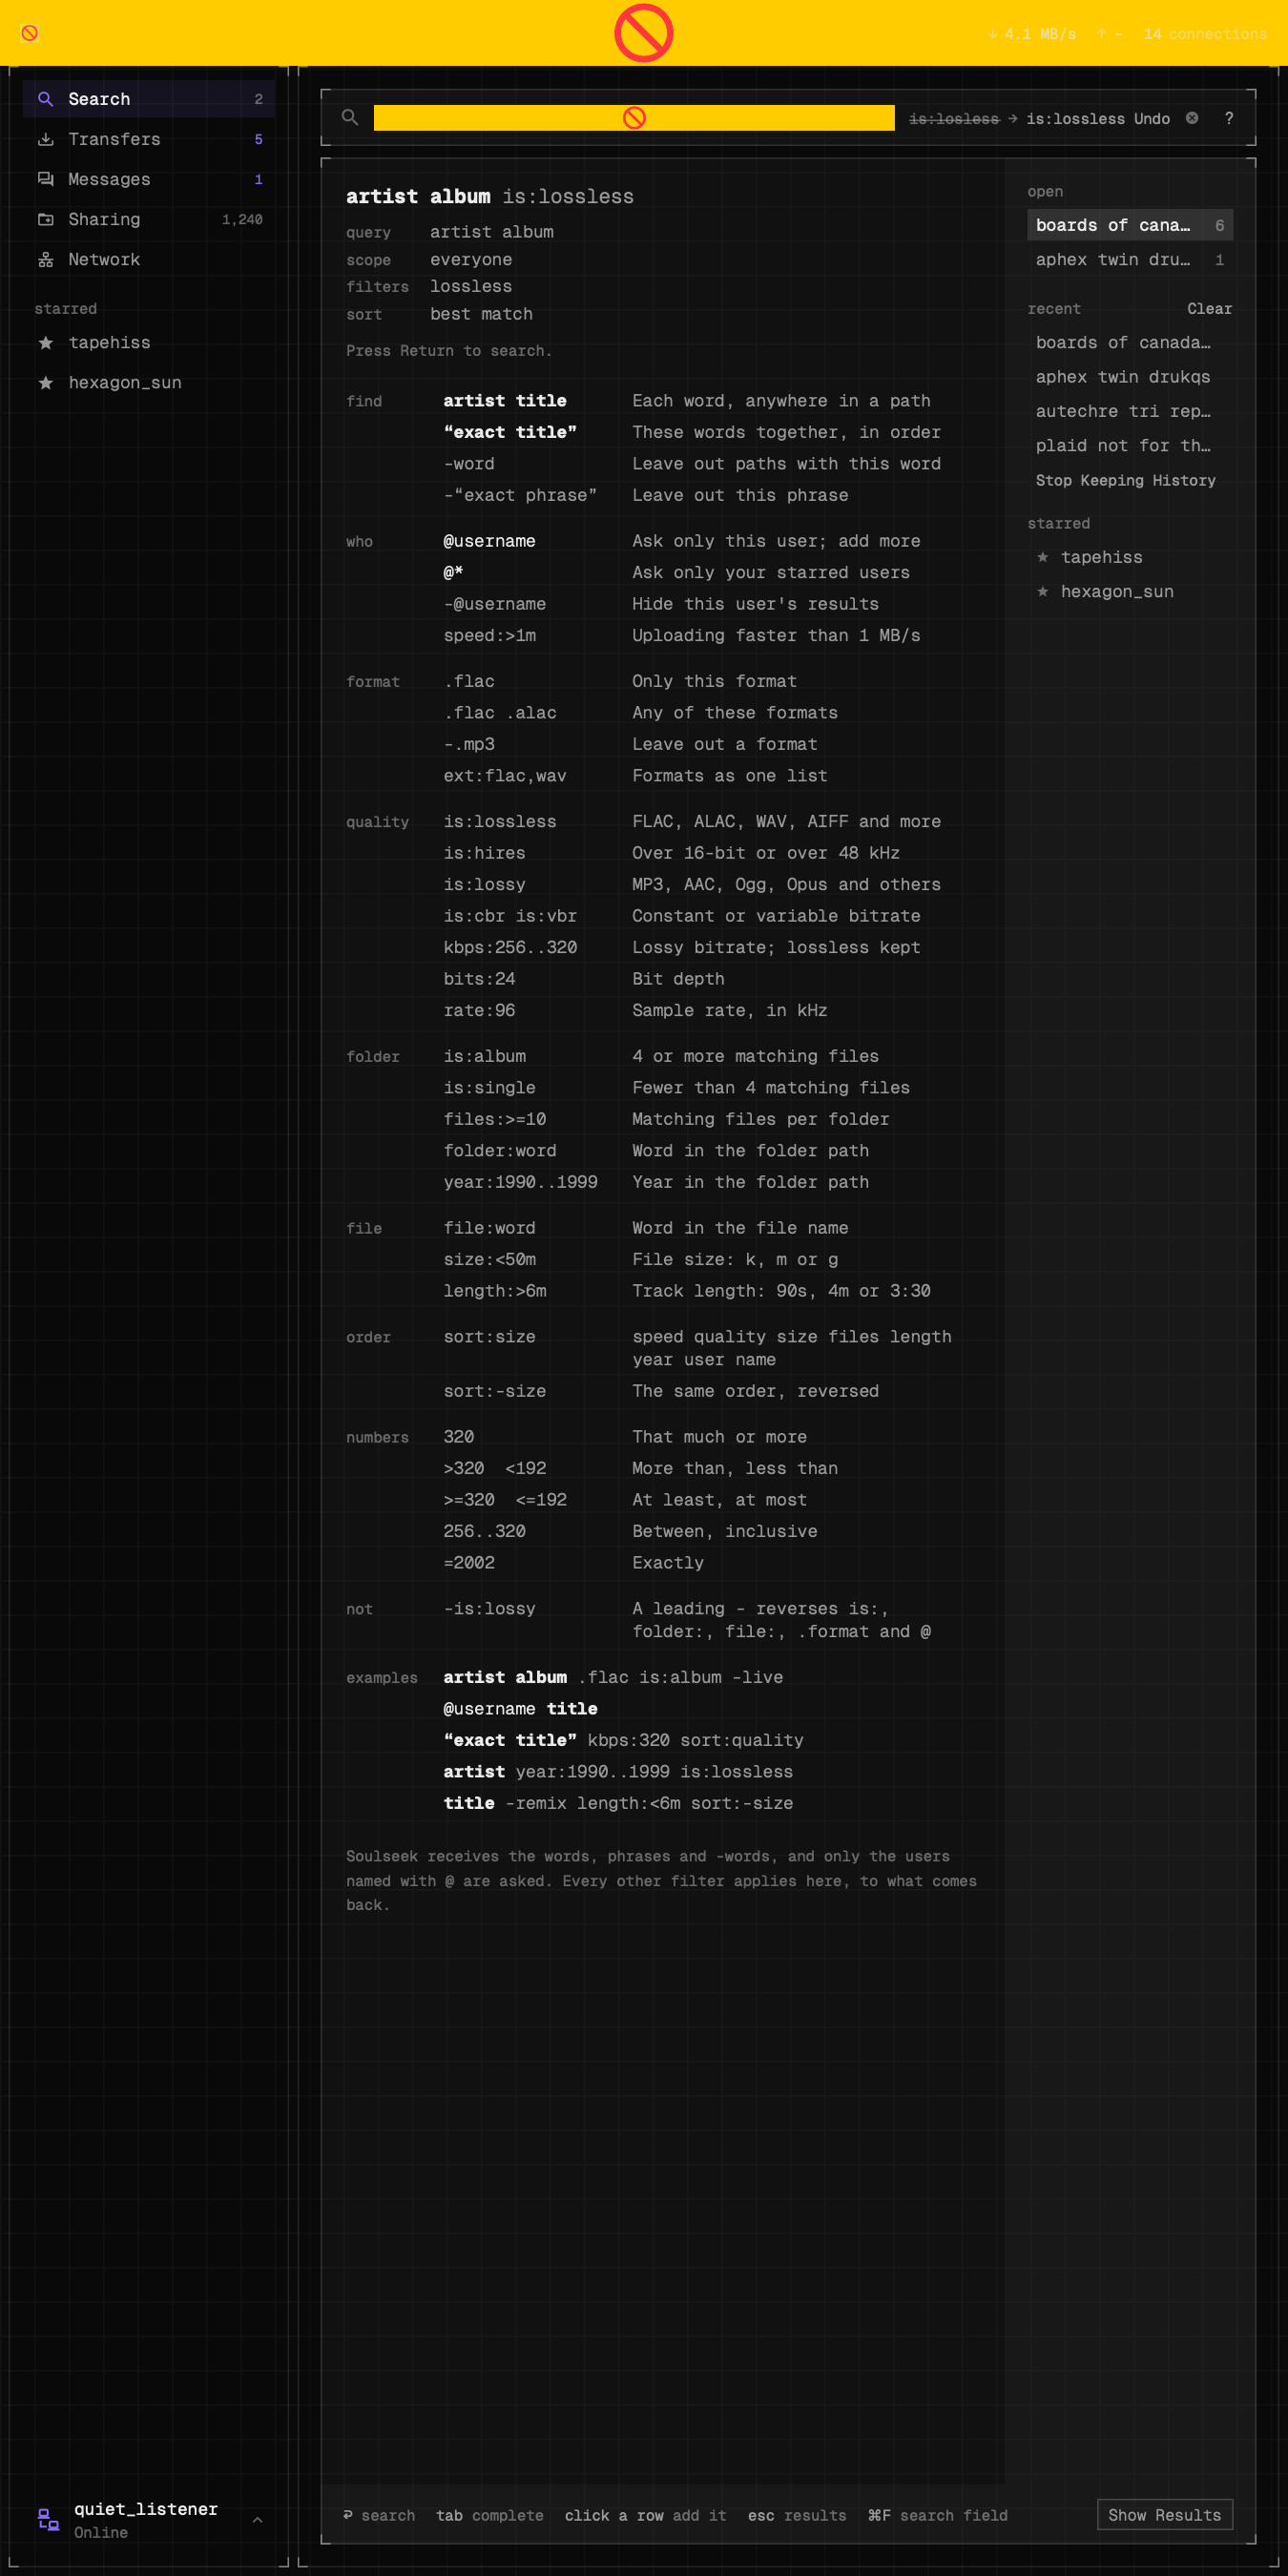 ↓ 4.1 MB/s ↑ - 14 connections
Search 2
Transfers 5
Messages 1
Sharing 1,240
Network
starred
★ tapehiss
★ hexagon_sun
is:losless → is:lossless Undo ?
artist album is:lossless
query artist album
scope everyone
filters lossless
sort best match
Press Return to search.
find artist title Each word, anywhere in a path
“exact title” These words together, in order
-word Leave out paths with this word
-“exact phrase” Leave out this phrase
who @username Ask only this user; add more
@* Ask only your starred users
-@username Hide this user's results
speed:>1m Uploading faster than 1 MB/s
format .flac Only this format
.flac .alac Any of these formats
-.mp3 Leave out a format
ext:flac,wav Formats as one list
quality is:lossless FLAC, ALAC, WAV, AIFF and more
is:hires Over 16-bit or over 48 kHz
is:lossy MP3, AAC, Ogg, Opus and others
is:cbr is:vbr Constant or variable bitrate
kbps:256..320 Lossy bitrate; lossless kept
bits:24 Bit depth
rate:96 Sample rate, in kHz
folder is:album 4 or more matching files
is:single Fewer than 4 matching files
files:>=10 Matching files per folder
folder:word Word in the folder path
year:1990..1999 Year in the folder path
file file:word Word in the file name
size:<50m File size: k, m or g
length:>6m Track length: 90s, 4m or 3:30
order sort:size speed quality size files length
year user name
sort:-size The same order, reversed
numbers 320 That much or more
>320 <192 More than, less than
>=320 <=192 At least, at most
256..320 Between, inclusive
=2002 Exactly
not -is:lossy A leading - reverses is:,
folder:, file:, .format and @
examples artist album .flac is:album -live
@username title
“exact title” kbps:320 sort:quality
artist year:1990..1999 is:lossless
title -remix length:<6m sort:-size
Soulseek receives the words, phrases and -words, and only the users
named with @ are asked. Every other filter applies here, to what comes
back.
open
boards of cana… 6
aphex twin dru… 1
recent Clear
boards of canada…
aphex twin drukqs
autechre tri rep…
plaid not for th…
Stop Keeping History
starred
★ tapehiss
★ hexagon_sun
quiet_listener
Online
search tab complete click a row add it esc results ⌘F search field Show Results